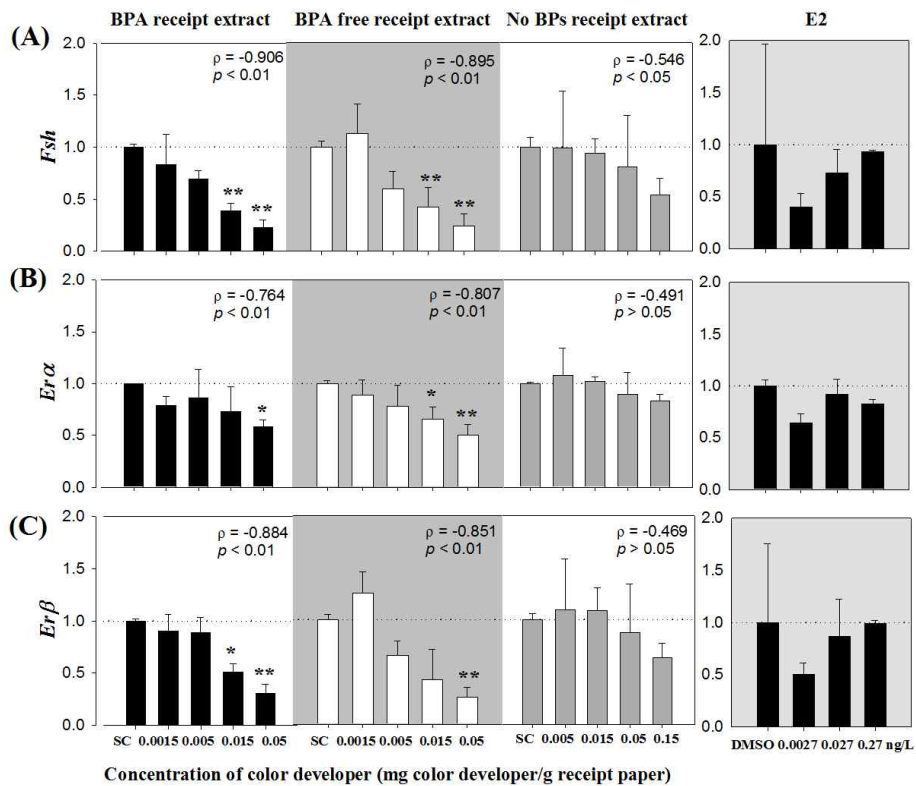 BPA receipt extract BPA free receipt extract No BPs receipt extract E2
(A)
2.0 1.5 1.0 0.5 0.0
Fsh
ρ = -0.906
p < 0.01
** **
ρ = -0.895
p < 0.01
** **
ρ = -0.546
p < 0.05
2.0 1.5 1.0 0.5 0.0
(B)
2.0 1.5 1.0 0.5 0.0
Erα
ρ = -0.764
p < 0.01
*
ρ = -0.807
p < 0.01
* **
ρ = -0.491
p > 0.05
2.0 1.5 1.0 0.5 0.0
(C)
2.0 1.5 1.0 0.5 0.0
Erβ
ρ = -0.884
p < 0.01
* **
ρ = -0.851
p < 0.01
**
ρ = -0.469
p > 0.05
2.0 1.5 1.0 0.5 0.0
SC 0.0015 0.005 0.015 0.05 SC 0.0015 0.005 0.015 0.05 SC 0.005 0.015 0.05 0.15 DMSO 0.0027 0.027 0.27 ng/L
Concentration of color developer (mg color developer/g receipt paper)